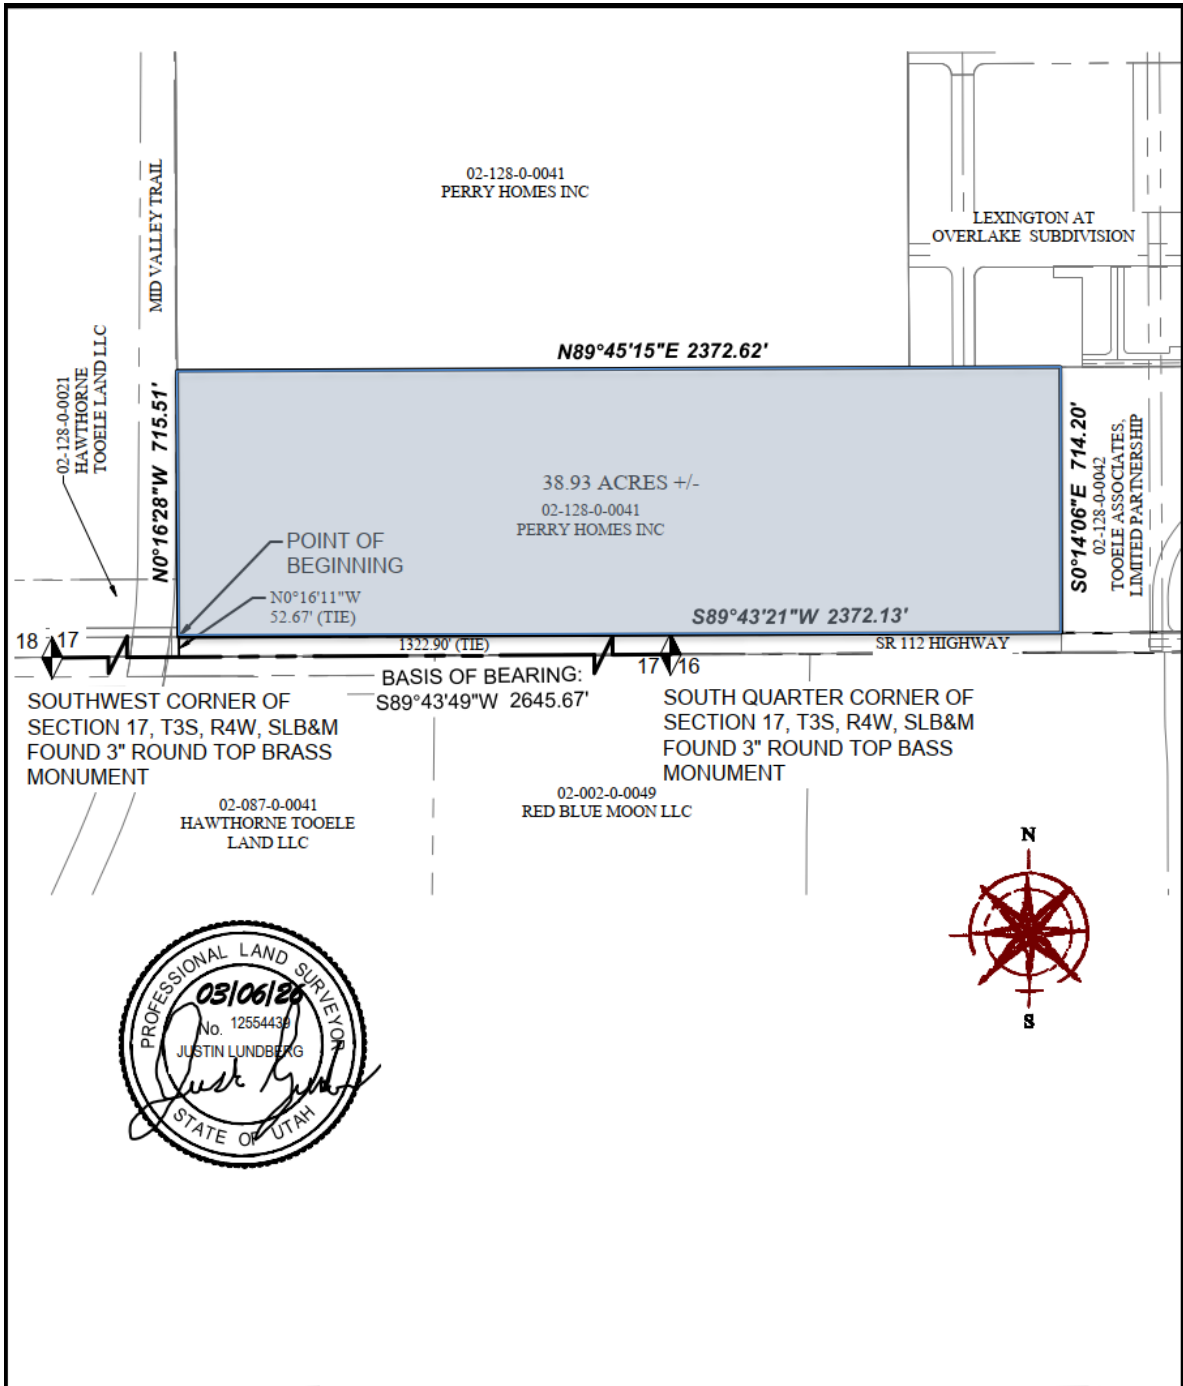 02-128-0-0041
PERRY HOMES INC
MID VALLEY TRAIL
LEXINGTON AT
OVERLAKE SUBDIVISION
02-128-0-0021
HAWTHORNE
TOOELE LAND LLC
N89°45'15"E 2372.62'
N0°16'28"W 715.51'
38.93 ACRES +/-
02-128-0-0041
PERRY HOMES INC
S0°14'06"E 714.20'
02-128-0-0042
TOOELE ASSOCIATES,
LIMITED PARTNERSHIP
POINT OF
BEGINNING
N0°16'11"W
52.67' (TIE)
S89°43'21"W 2372.13'
18 17
1322.90' (TIE)
SR 112 HIGHWAY
BASIS OF BEARING:
S89°43'49"W 2645.67'
17 16
SOUTHWEST CORNER OF
SECTION 17, T3S, R4W, SLB&M
FOUND 3" ROUND TOP BRASS
MONUMENT
SOUTH QUARTER CORNER OF
SECTION 17, T3S, R4W, SLB&M
FOUND 3" ROUND TOP BASS
MONUMENT
02-087-0-0041
HAWTHORNE TOOELE
LAND LLC
02-002-0-0049
RED BLUE MOON LLC
N
S
PROFESSIONAL LAND SURVEYOR
03/06/26
No. 12554439
JUSTIN LUNDBERG
STATE OF UTAH